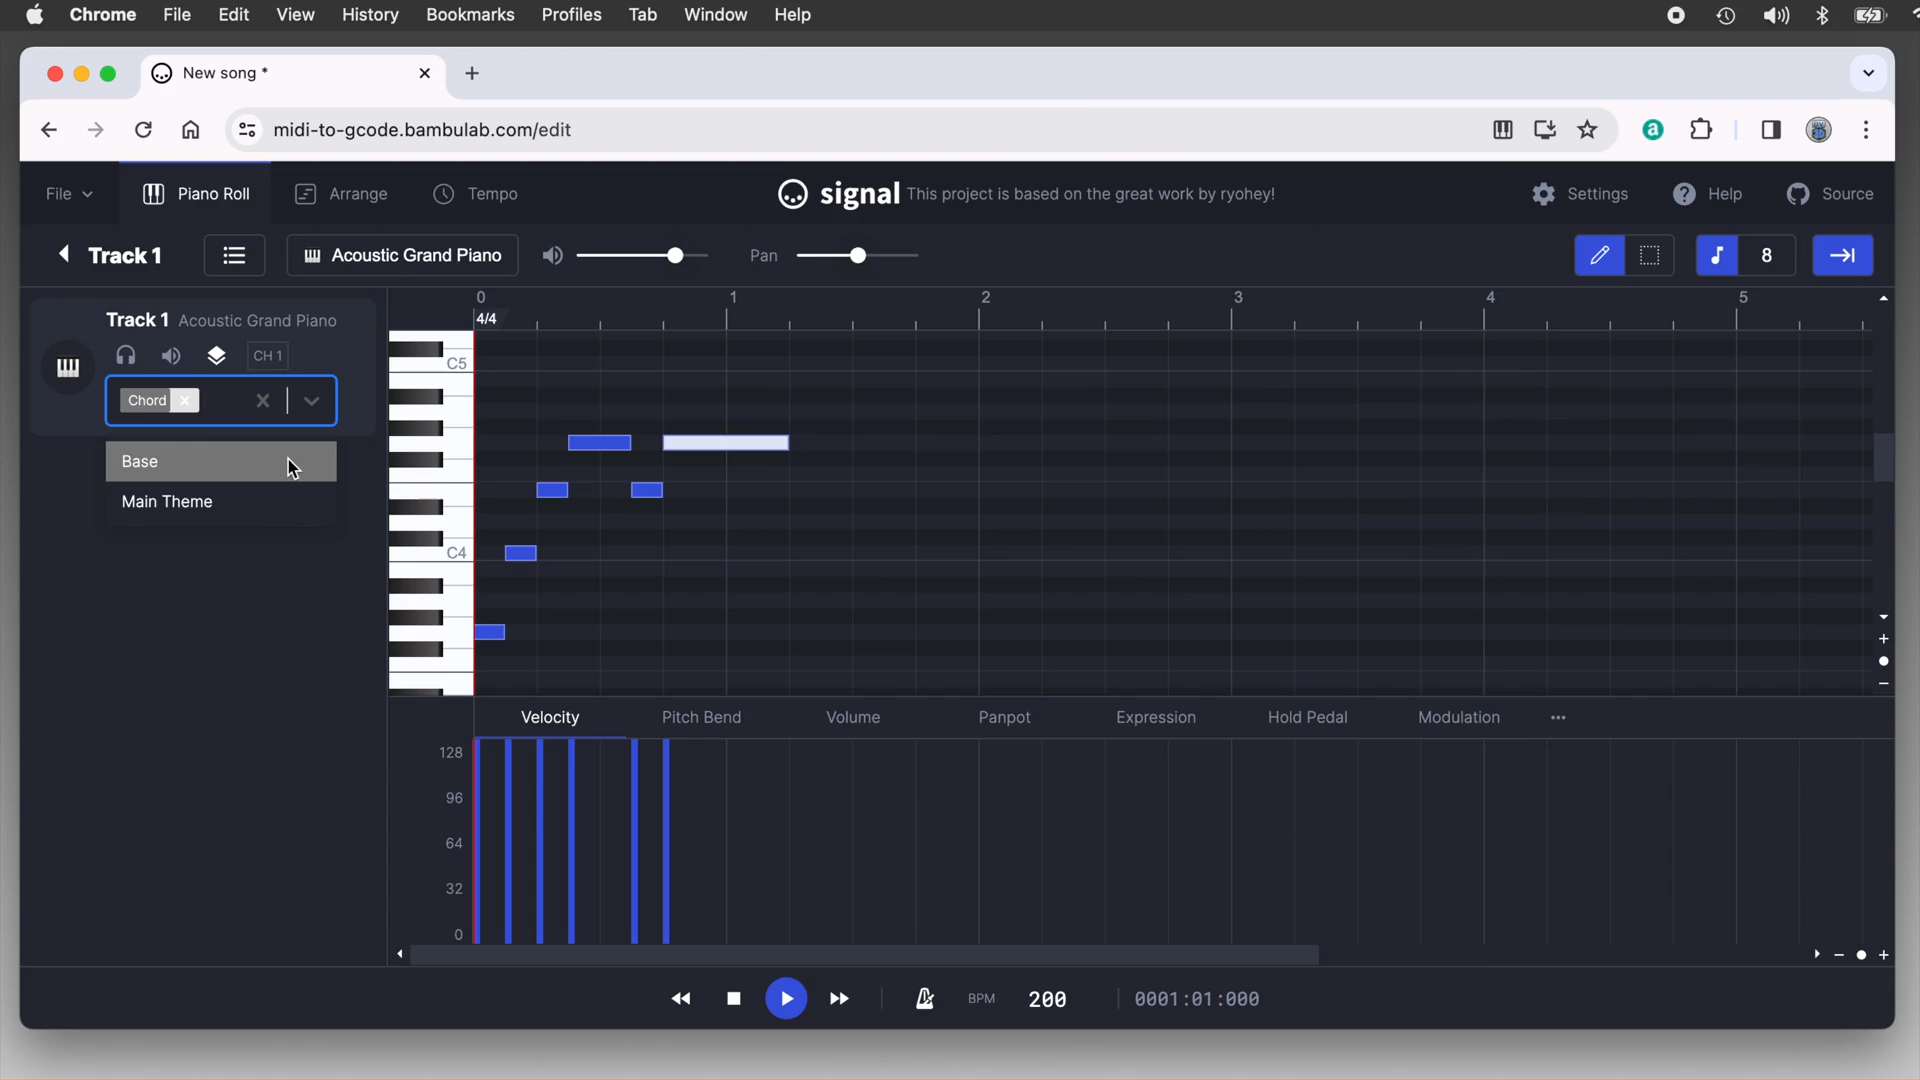 Chrome File Edit View History Bookmarks Profiles Tab Window Help
New song *
midi-to-gcode.bambulab.com/edit
File Piano Roll Arrange Tempo signal This project is based on the great work by ryohey! Settings Help Source
Track 1 Acoustic Grand Piano Pan 8
Track 1 Acoustic Grand Piano
CH 1
Chord
Base
Main Theme
0 1 2 3 4 5
4/4
C5
C4
Velocity Pitch Bend Volume Panpot Expression Hold Pedal Modulation
128
96
64
32
0
BPM 200 0001:01:000